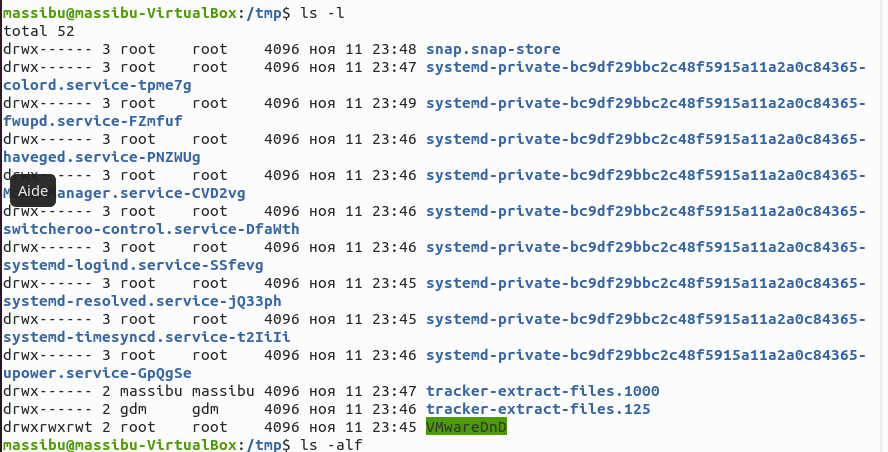 massibu@massibu-VirtualBox:/tmp$ ls -l
total 52
drwx------ 3 root    root    4096 ноя 11 23:48 snap.snap-store
drwx------ 3 root    root    4096 ноя 11 23:47 systemd-private-bc9df29bbc2c48f5915a11a2a0c84365-
colord.service-tpme7g
drwx------ 3 root    root    4096 ноя 11 23:49 systemd-private-bc9df29bbc2c48f5915a11a2a0c84365-
fwupd.service-FZmfuf
drwx------ 3 root    root    4096 ноя 11 23:46 systemd-private-bc9df29bbc2c48f5915a11a2a0c84365-
haveged.service-PNZWUg
drwx------ 3 root    root    4096 ноя 11 23:46 systemd-private-bc9df29bbc2c48f5915a11a2a0c84365-
Aide
anager.service-CVD2vg
drwx------ 3 root    root    4096 ноя 11 23:46 systemd-private-bc9df29bbc2c48f5915a11a2a0c84365-
switcheroo-control.service-DfaWth
drwx------ 3 root    root    4096 ноя 11 23:46 systemd-private-bc9df29bbc2c48f5915a11a2a0c84365-
systemd-logind.service-SSfevg
drwx------ 3 root    root    4096 ноя 11 23:45 systemd-private-bc9df29bbc2c48f5915a11a2a0c84365-
systemd-resolved.service-jQ33ph
drwx------ 3 root    root    4096 ноя 11 23:45 systemd-private-bc9df29bbc2c48f5915a11a2a0c84365-
systemd-timesyncd.service-t2IiIi
drwx------ 3 root    root    4096 ноя 11 23:46 systemd-private-bc9df29bbc2c48f5915a11a2a0c84365-
upower.service-GpQgSe
drwx------ 2 massibu massibu 4096 ноя 11 23:47 tracker-extract-files.1000
drwx------ 2 gdm     gdm     4096 ноя 11 23:46 tracker-extract-files.125
drwxrwxrwt 2 root    root    4096 ноя 11 23:45 VMwareDnD
massibu@massibu-VirtualBox:/tmp$ ls -alf